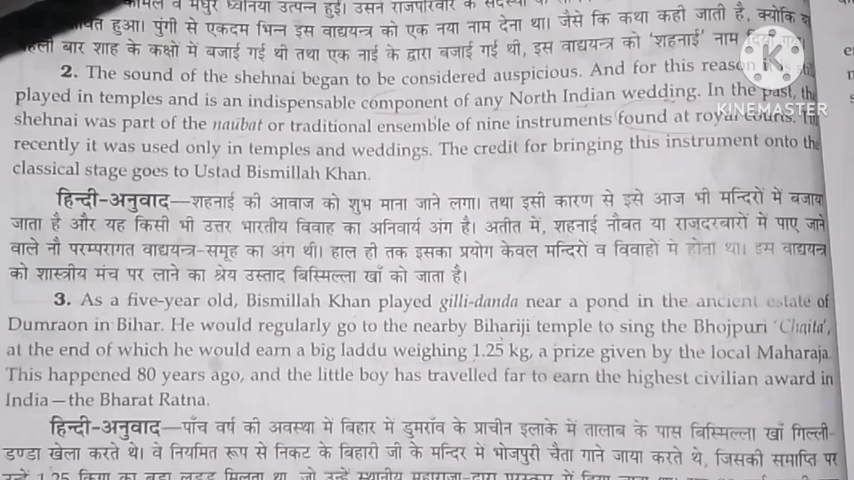 कोमल व मधुर ध्वनियाँ उत्पन्न हुईं। उसने राजपरिवार के सदस्यों
हुआ। पुंगी से एकदम भिन्न इस वाद्ययन्त्र को एक नया नाम देना था। जैसे कि कथा कही जाती है, क्योंकि
बार शाह के कक्षों में बजाई गई थी तथा एक नाई के द्वारा बजाई गई थी, इस वाद्ययन्त्र को 'शहनाई' नाम
2. The sound of the shehnai began to be considered auspicious. And for this reason
played in temples and is an indispensable component of any North Indian wedding. In the past, the
shehnai was part of the naubat or traditional ensemble of nine instruments found at royal courts.
recently it was used only in temples and weddings. The credit for bringing this instrument onto the
classical stage goes to Ustad Bismillah Khan.
हिन्दी-अनुवाद—शहनाई की आवाज को शुभ माना जाने लगा। तथा इसी कारण से इसे आज भी मन्दिरों में बजाया
जाता है और यह किसी भी उत्तर भारतीय विवाह का अनिवार्य अंग है। अतीत में, शहनाई नौबत या राजदरबारों में पाए जाने
वाले नौ परम्परागत वाद्ययन्त्र-समूह का अंग थी। हाल ही तक इसका प्रयोग केवल मन्दिरों व विवाहों में होता था। इस वाद्ययन्त्र
को शास्त्रीय मंच पर लाने का श्रेय उस्ताद बिस्मिल्ला खाँ को जाता है।
3. As a five-year old, Bismillah Khan played gilli-danda near a pond in the ancient estate of
Dumraon in Bihar. He would regularly go to the nearby Bihariji temple to sing the Bhojpuri 'Chaita',
at the end of which he would earn a big laddu weighing 1.25 kg, a prize given by the local Maharaja.
This happened 80 years ago, and the little boy has travelled far to earn the highest civilian award in
India—the Bharat Ratna.
हिन्दी-अनुवाद—पाँच वर्ष की अवस्था में बिहार में डुमराँव के प्राचीन इलाके में तालाब के पास बिस्मिल्ला खाँ गिल्ली-
डण्डा खेला करते थे। वे नियमित रूप से निकट के बिहारी जी के मन्दिर में भोजपुरी चैता गाने जाया करते थे, जिसकी समाप्ति पर
उन्हें 1.25 किग्रा का बड़ा लड्डू मिलता था, जो उन्हें स्थानीय महाराजा द्वारा पुरस्कार में दिया जाता था।
KINEMASTER